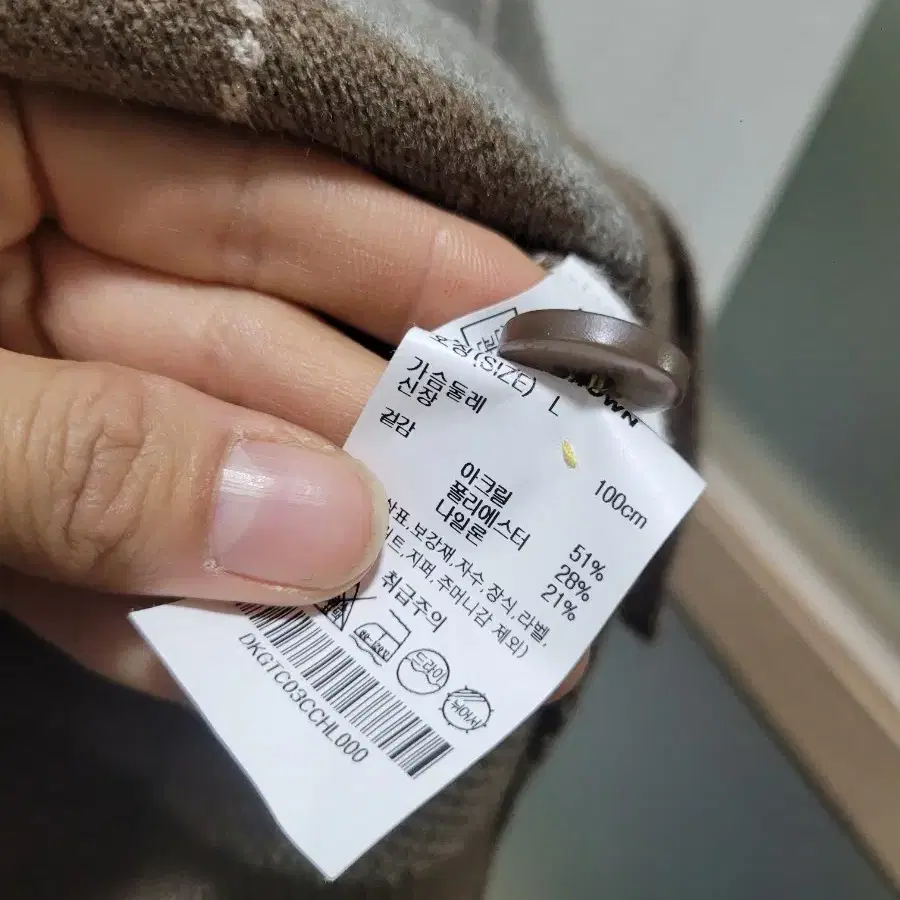 호칭(SIZE) L
가슴둘레 100cm
신장
겉감
아크릴 51%
폴리에스터 28%
나일론 21%
보강재, 자수, 장식, 라벨,
지퍼, 주머니감 제외)
취급주의
드라이
DKGTC03CCHL000